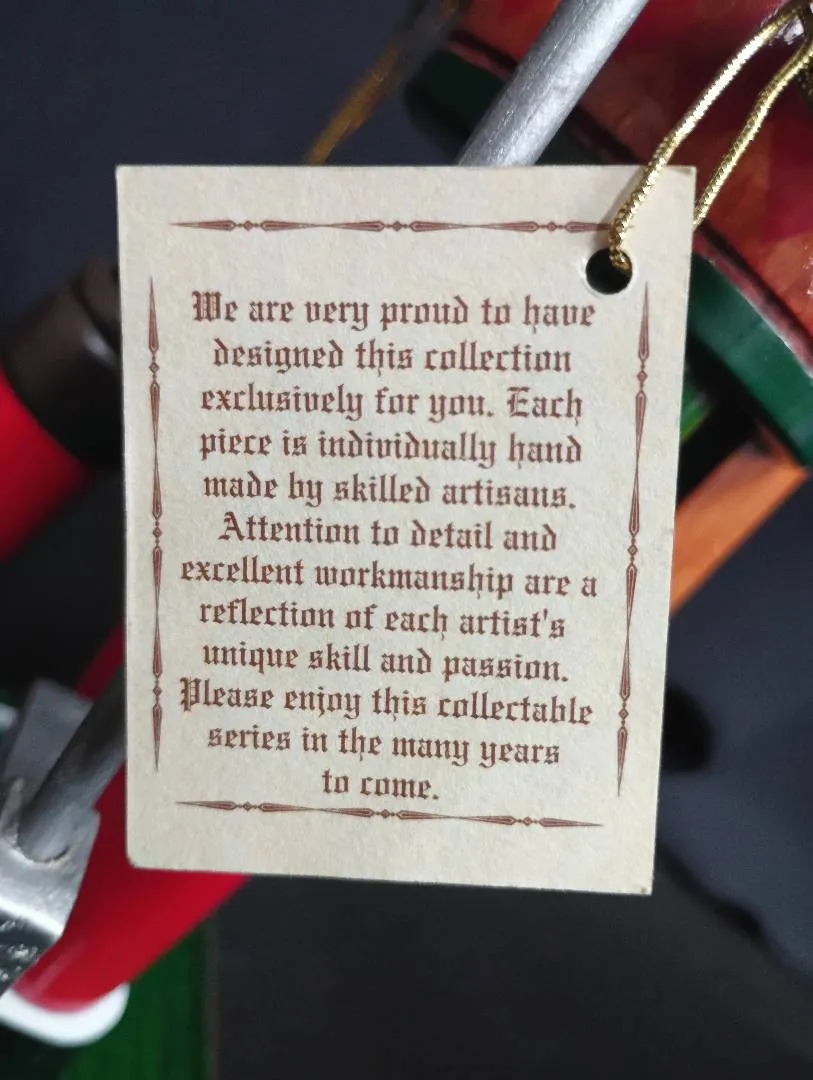 We are very proud to have
designed this collection
exclusively for you. Each
piece is individually hand
made by skilled artisans.
Attention to detail and
excellent workmanship are a
reflection of each artist's
unique skill and passion.
Please enjoy this collectable
series in the many years
to come.